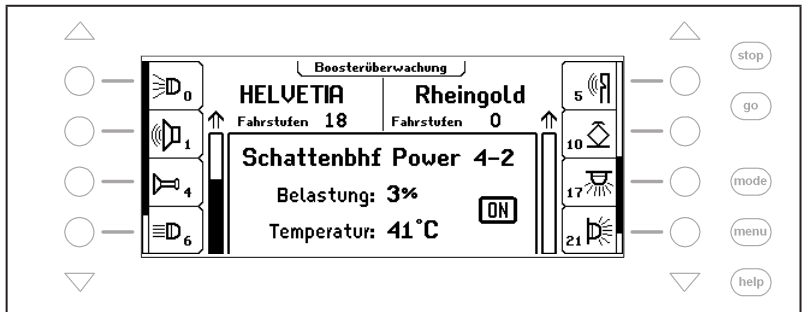 Boosterüberwachung
HELVETIA
Rheingold
Fahrstufen 18
Fahrstufen 0
Schattenbhf Power 4-2
Belastung: 3%
ON
Temperatur: 41°C
0
1
4
6
5
10
17
21
stop
go
mode
menu
help